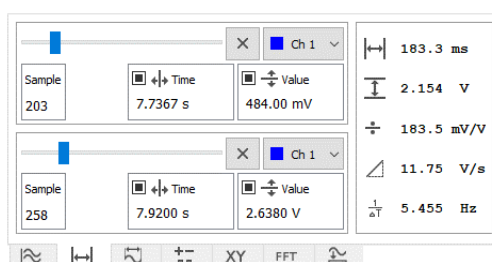 Ch 1
Sample
Time
Value
203
7.7367 s
484.00 mV
Ch 1
Sample
Time
Value
258
7.9200 s
2.6380 V
183.3 ms
2.154 V
183.5 mV/V
11.75 V/s
1
ΔT
5.455 Hz
XY
FFT